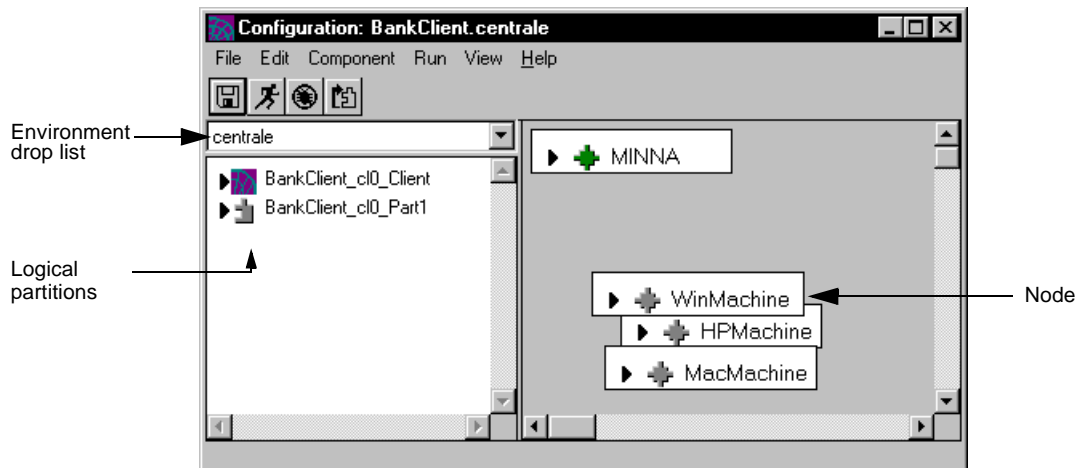 Configuration: BankClient.centrale
File Edit Component Run View Help
Environment
drop list
centrale
MINNA
BankClient_cl0_Client
BankClient_cl0_Part1
Logical
partitions
WinMachine
Node
HPMachine
MacMachine